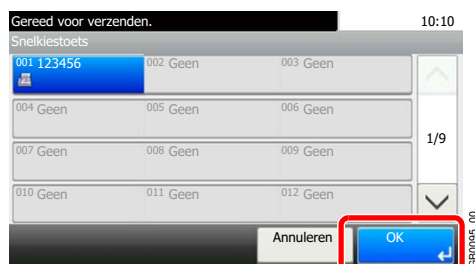 Gereed voor verzenden. 10:10
Snelkiestoets
001 123456 002 Geen 003 Geen
004 Geen 005 Geen 006 Geen
1/9
007 Geen 008 Geen 009 Geen
010 Geen 011 Geen 012 Geen
Annuleren OK